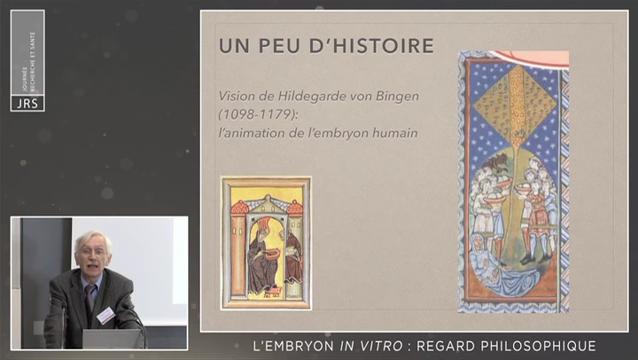 JOURNÉE
RECHERCHE ET SANTÉ
JRS
UN PEU D'HISTOIRE
Vision de Hildegarde von Bingen
(1098-1179):
l'animation de l'embryon humain
L'EMBRYON IN VITRO : REGARD PHILOSOPHIQUE